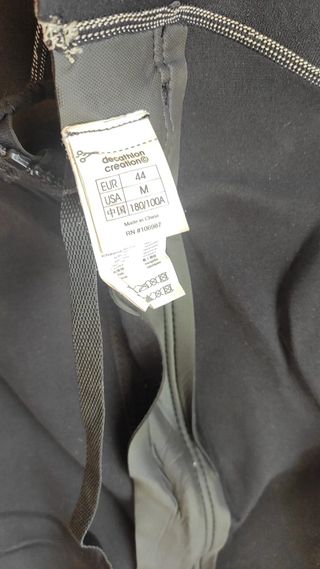 decathlon
creation©
EUR 44
USA M
中国 180/100A
Made in China
RN #106987